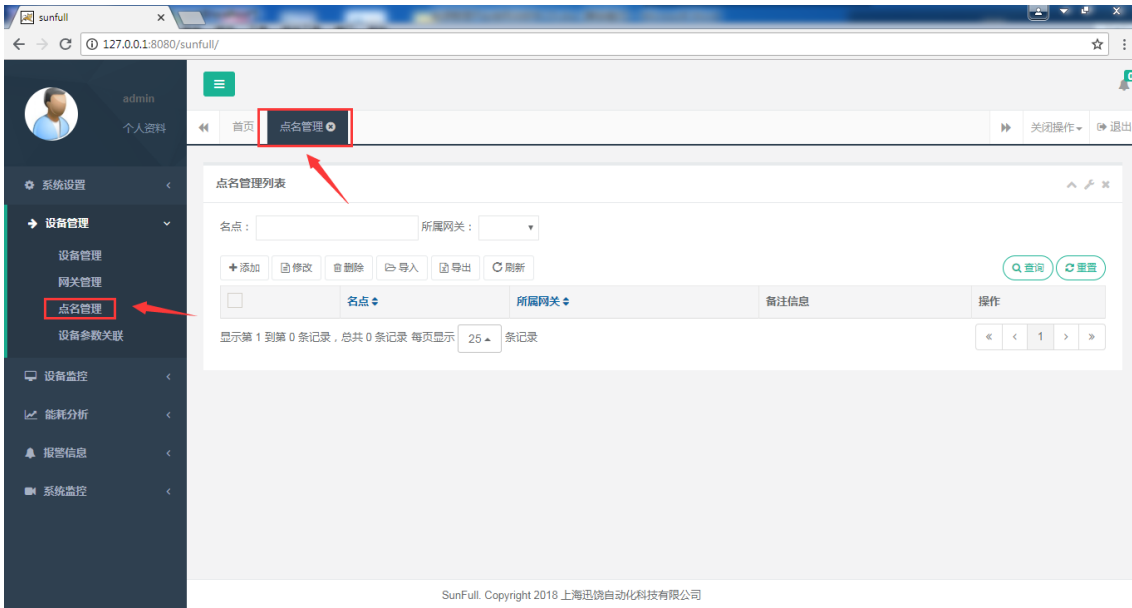 sunfull
127.0.0.1:8080/sunfull/
admin
个人资料
首页 点名管理 关闭操作 退出
系统设置
设备管理
设备管理
网关管理
点名管理
设备参数关联
设备监控
能耗分析
报警信息
系统监控
点名管理列表
名点： 所属网关：
添加 修改 删除 导入 导出 刷新 查询 重置
名点 所属网关 备注信息 操作
显示第 1 到第 0 条记录，总共 0 条记录 每页显示 25 条记录 « ‹ 1 › »
SunFull. Copyright 2018 上海迅饶自动化科技有限公司